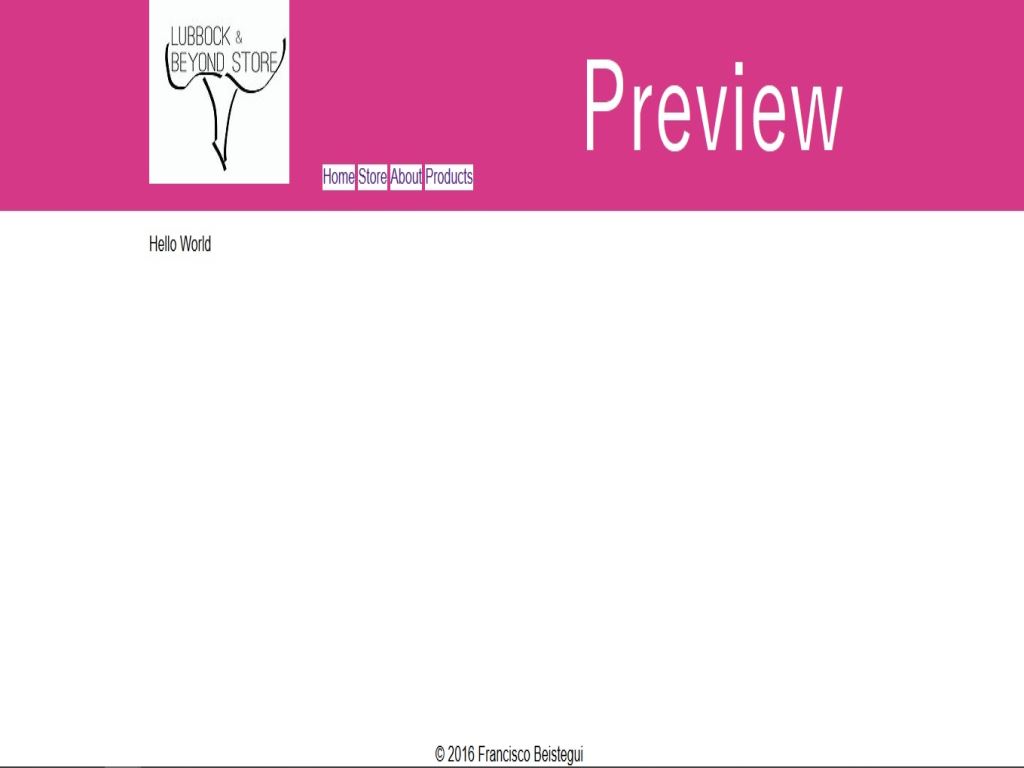 LUBBOCK &
BEYOND STORE
Preview
Home Store About Products
Hello World
© 2016 Francisco Beistegui